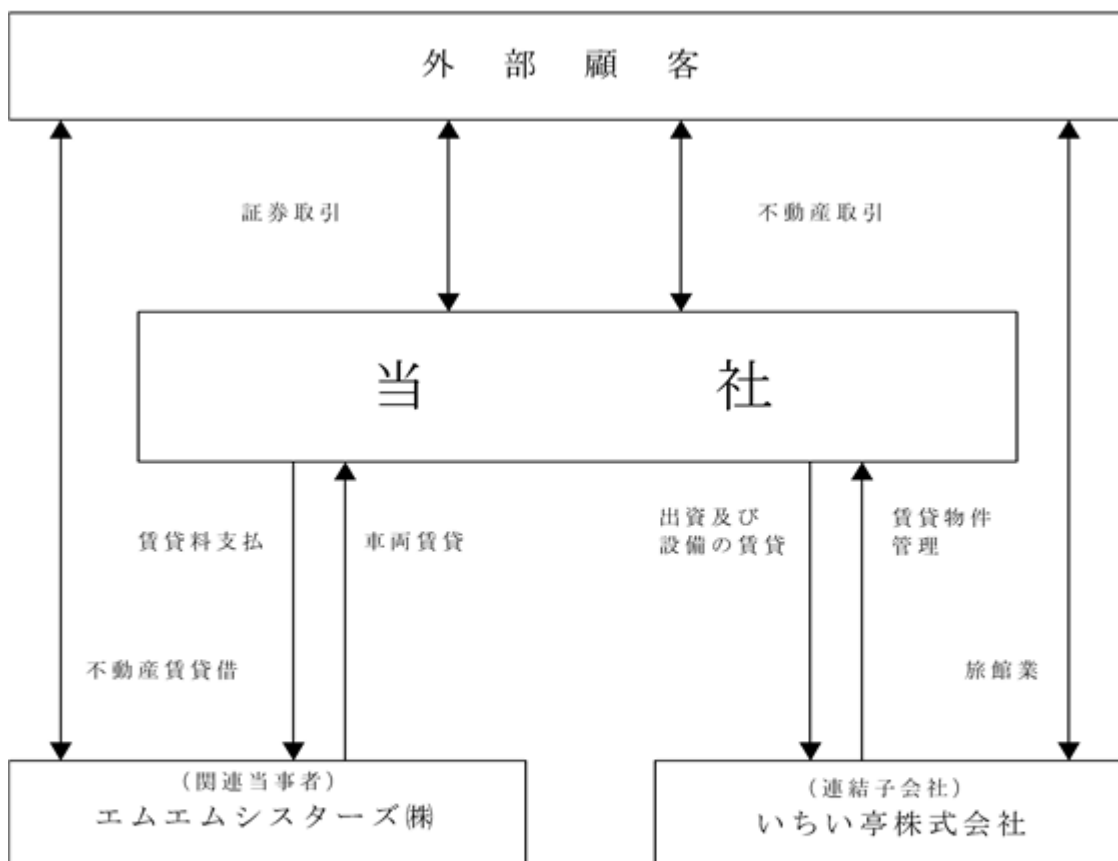 外部顧客
証券取引
不動産取引
当社
賃貸料支払
車両賃貸
出資及び
設備の賃貸
賃貸物件
管理
不動産賃貸借
旅館業
(関連当事者)
エムエムシスターズ㈱
(連結子会社)
いちい亭株式会社